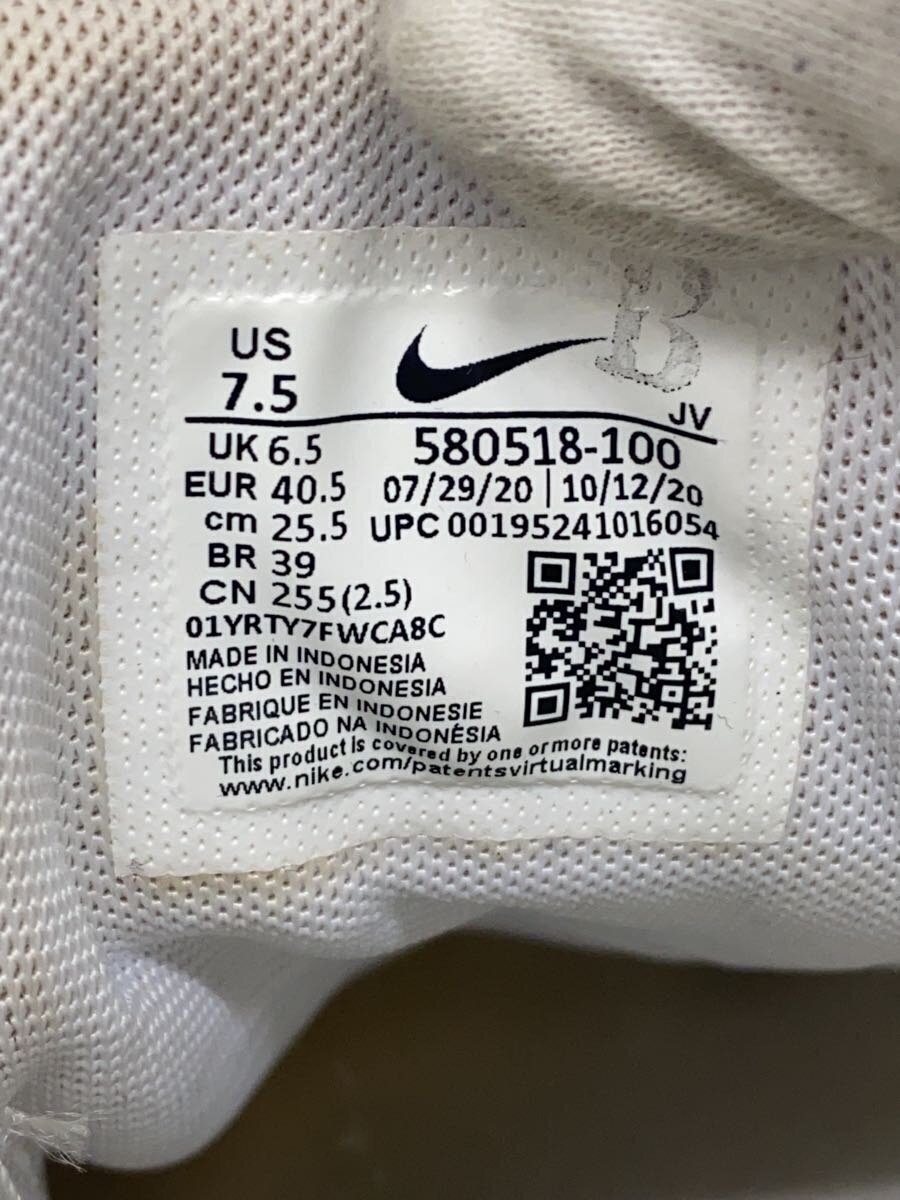 B
US
7.5
JV
UK 6.5
580518-100
EUR 40.5
07/29/20 | 10/12/20
cm 25.5
UPC 00195241016054
BR 39
CN 255(2.5)
01YRTY7FWCA8C
MADE IN INDONESIA
HECHO EN INDONESIA
FABRIQUE EN INDONESIE
FABRICADO NA INDONÉSIA
This product is covered by one or more patents:
www.nike.com/patentsvirtualmarking